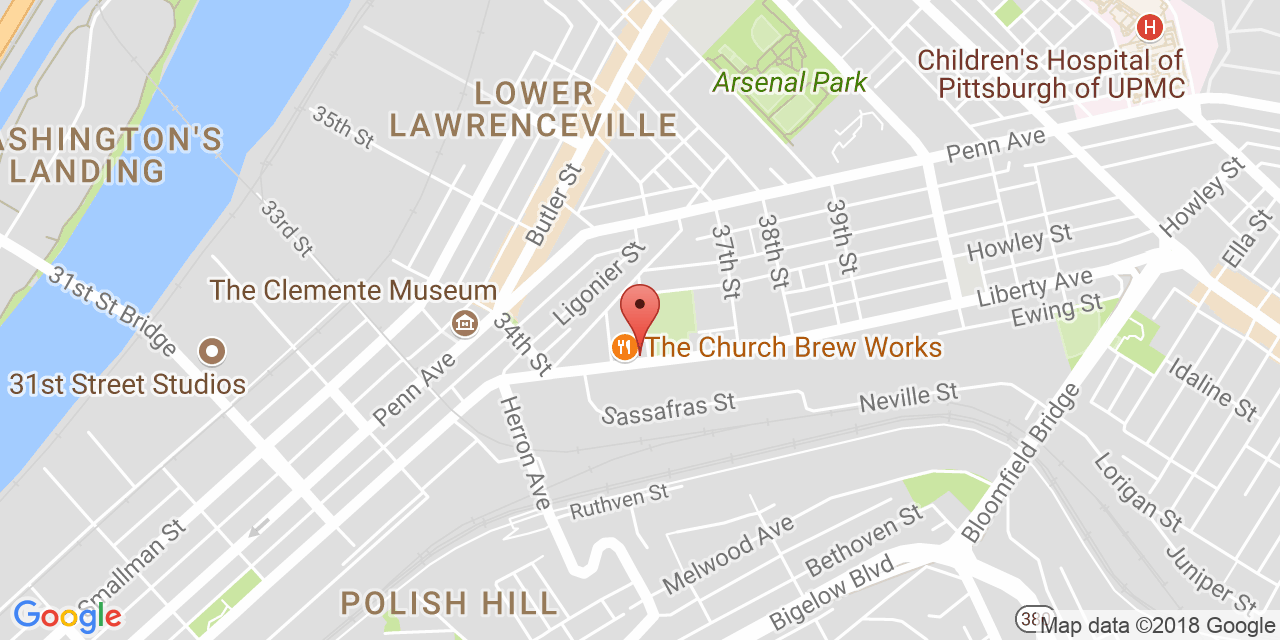 H
Children's Hospital of
Pittsburgh of UPMC
Arsenal Park
LOWER
LAWRENCEVILLE
35th St
ASHINGTON'S
LANDING
Penn Ave
Butler St
Howley St
33rd St
39th St
38th St
37th St
Ella St
Howley St
Ligonier St
31st St Bridge
The Clemente Museum
Liberty Ave
Ewing St
34th St
The Church Brew Works
31st Street Studios
Penn Ave
Idaline St
Neville St
Sassafras St
Herron Ave
Bloomfield Bridge
Ruthven St
Lorigan St
Bethoven St
Melwood Ave
Smallman St
Juniper St
Bigelow Blvd
POLISH HILL
Google
Map data ©2018 Google